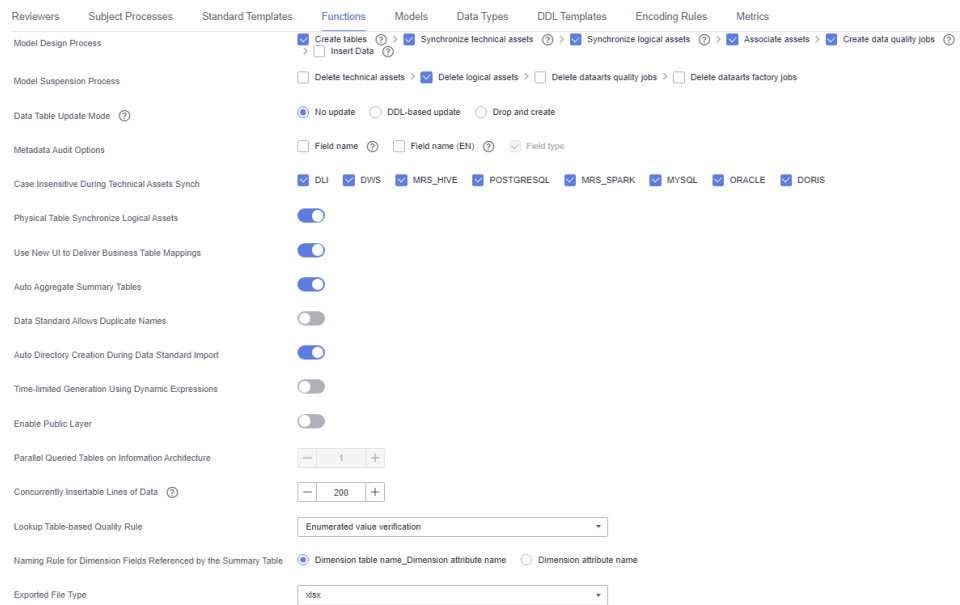 Reviewers Subject Processes Standard Templates Functions Models Data Types DDL Templates Encoding Rules Metrics
Model Design Process Create tables ? > Synchronize technical assets ? > Synchronize logical assets ? > Associate assets > Create data quality jobs ?
> Insert Data ?
Model Suspension Process Delete technical assets > Delete logical assets > Delete dataarts quality jobs > Delete dataarts factory jobs
Data Table Update Mode ? No update DDL-based update Drop and create
Metadata Audit Options Field name ? Field name (EN) ? Field type
Case Insensitive During Technical Assets Synch DLI DWS MRS_HIVE POSTGRESQL MRS_SPARK MYSQL ORACLE DORIS
Physical Table Synchronize Logical Assets
Use New UI to Deliver Business Table Mappings
Auto Aggregate Summary Tables
Data Standard Allows Duplicate Names
Auto Directory Creation During Data Standard Import
Time-limited Generation Using Dynamic Expressions
Enable Public Layer
Parallel Queried Tables on Information Architecture — 1 +
Concurrently Insertable Lines of Data ? — 200 +
Lookup Table-based Quality Rule Enumerated value verification
Naming Rule for Dimension Fields Referenced by the Summary Table Dimension table name_Dimension attribute name Dimension attribute name
Exported File Type xlsx